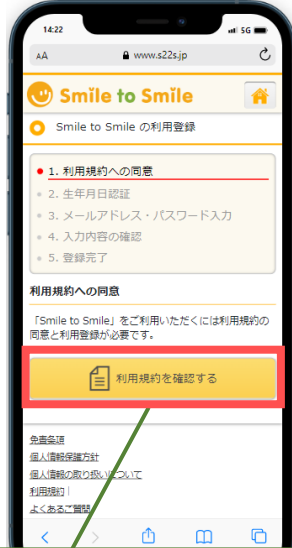 14:22
5G
AA
www.s22s.jp
Smile to Smile
Smile to Smile の利用登録
1. 利用規約への同意
2. 生年月日認証
3. メールアドレス・パスワード入力
4. 入力内容の確認
5. 登録完了
利用規約への同意
「Smile to Smile」をご利用いただくには利用規約の
同意と利用登録が必要です。
利用規約を確認する
免責条項
個人情報保護方針
個人情報の取り扱いについて
利用規約
よくあるご質問